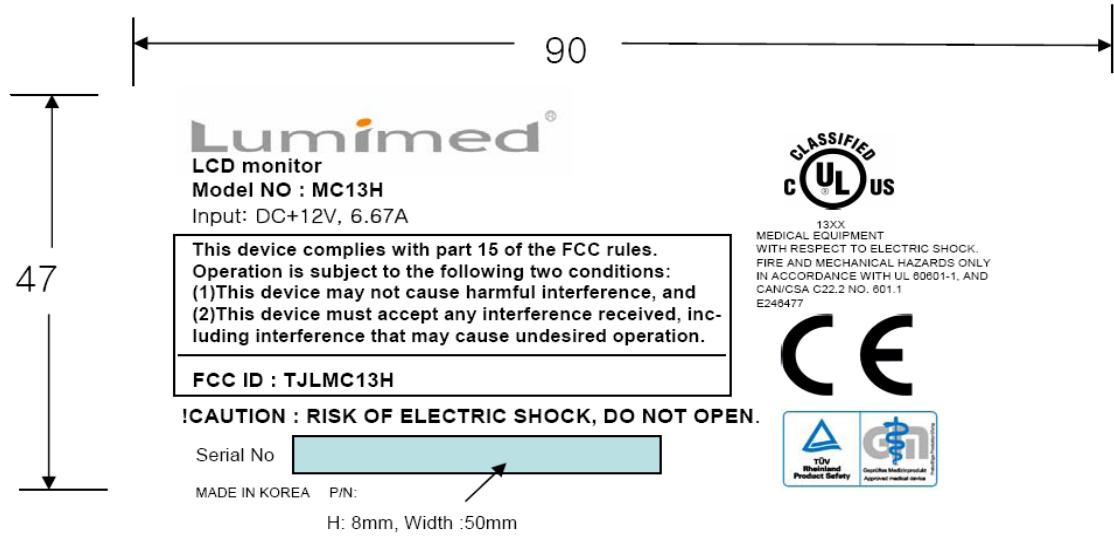 90
47
Lumimed®
LCD monitor
Model NO : MC13H
Input: DC+12V, 6.67A
This device complies with part 15 of the FCC rules.
Operation is subject to the following two conditions:
(1)This device may not cause harmful interference, and
(2)This device must accept any interference received, inc-
luding interference that may cause undesired operation.
FCC ID : TJLMC13H
!CAUTION : RISK OF ELECTRIC SHOCK, DO NOT OPEN.
Serial No
MADE IN KOREA P/N:
H: 8mm, Width :50mm
CLASSIFIED
C UL® US
13XX
MEDICAL EQUIPMENT
WITH RESPECT TO ELECTRIC SHOCK.
FIRE AND MECHANICAL HAZARDS ONLY
IN ACCORDANCE WITH UL 60601-1, AND
CAN/CSA C22.2 NO. 601.1
E246477
CE
TÜV
Rheinland
Product Safety
Geprüftes Medizinprodukt
Approved medical device